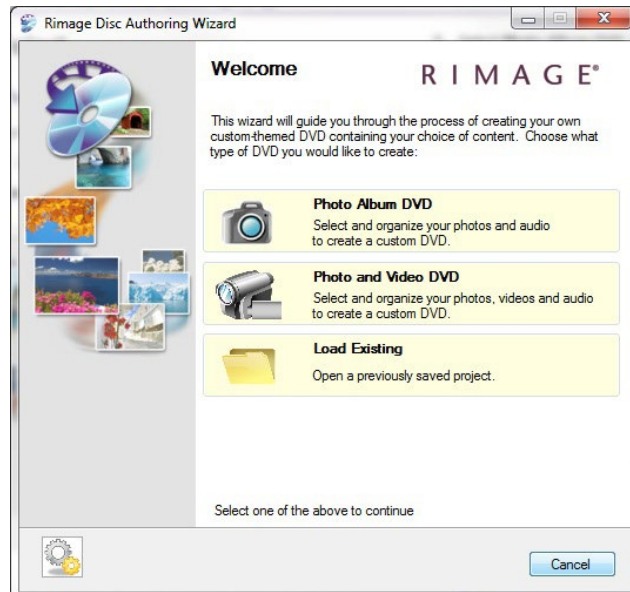 Rimage Disc Authoring Wizard
Welcome
RIMAGE®
This wizard will guide you through the process of creating your own
custom-themed DVD containing your choice of content. Choose what
type of DVD you would like to create:
Photo Album DVD
Select and organize your photos and audio
to create a custom DVD.
Photo and Video DVD
Select and organize your photos, videos and audio
to create a custom DVD.
Load Existing
Open a previously saved project.
Select one of the above to continue
Cancel